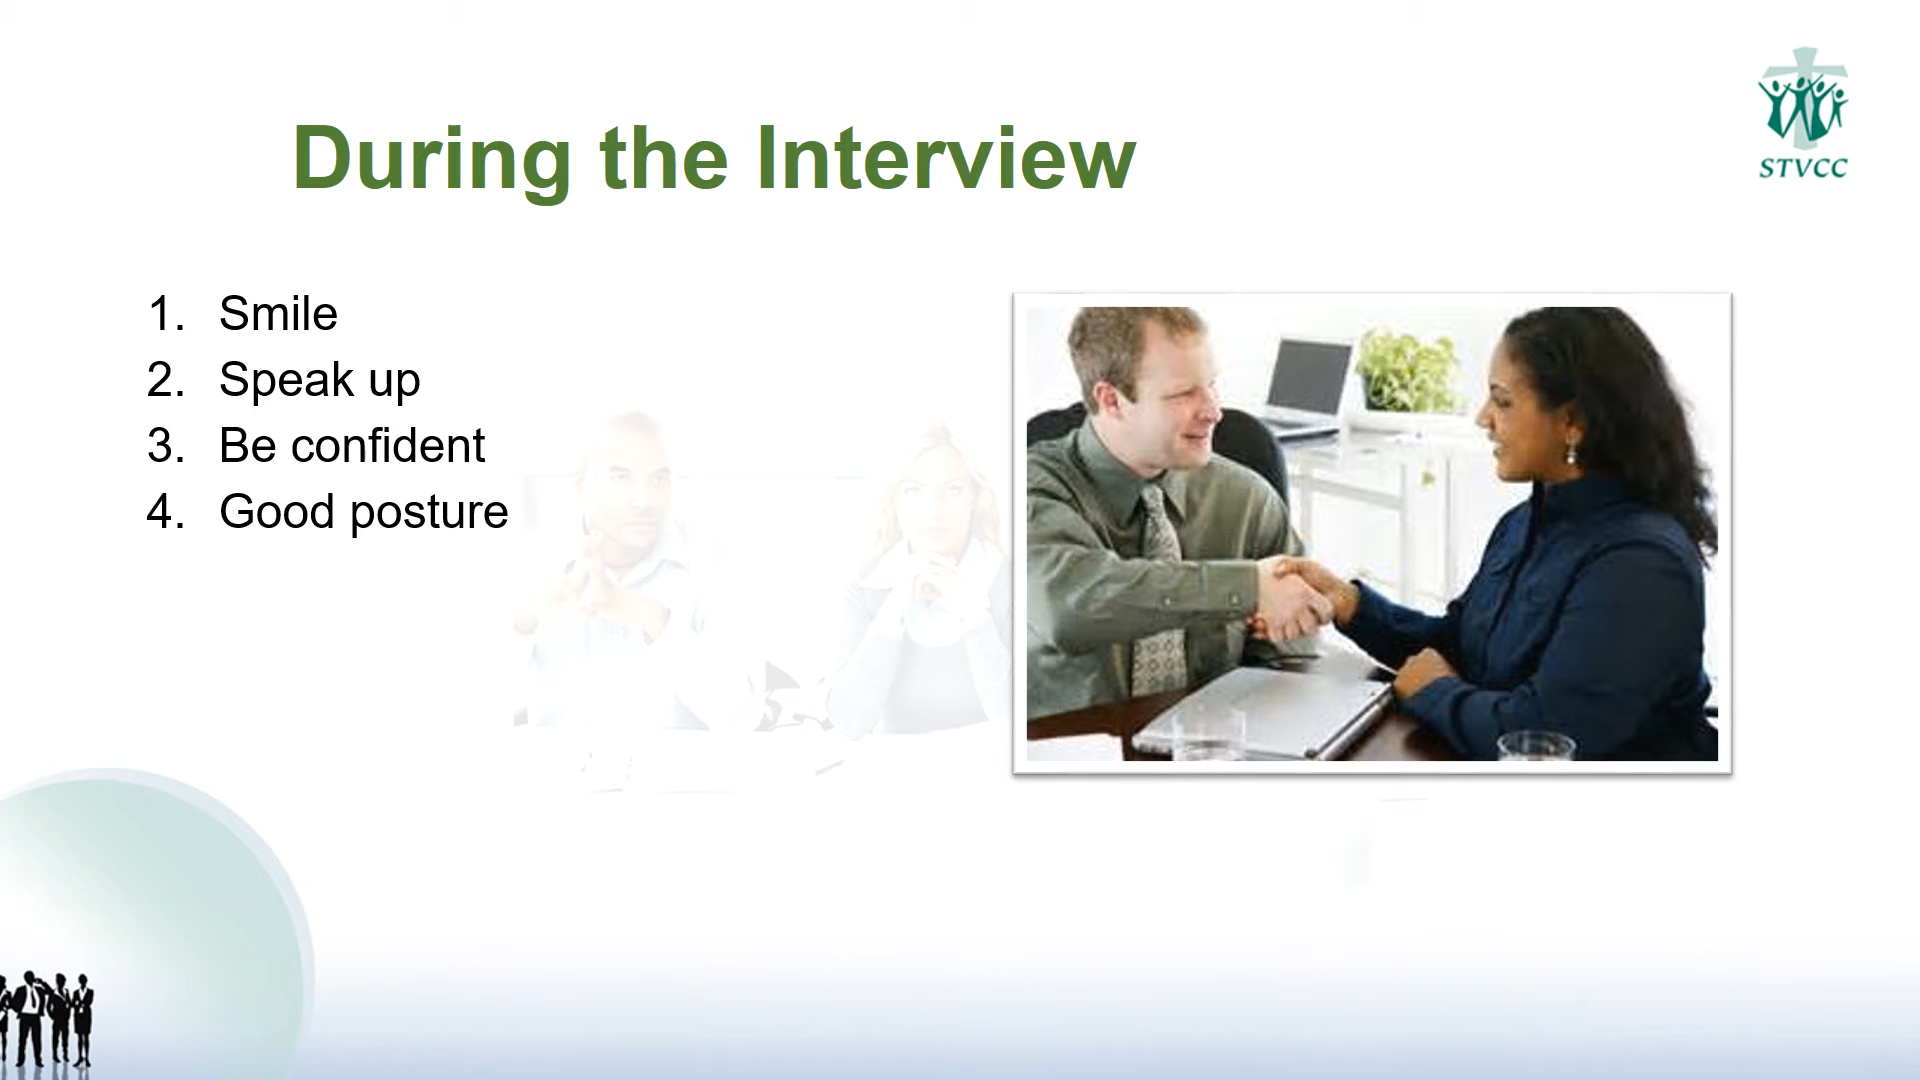 During the Interview
STVCC
1. Smile
2. Speak up
3. Be confident
4. Good posture